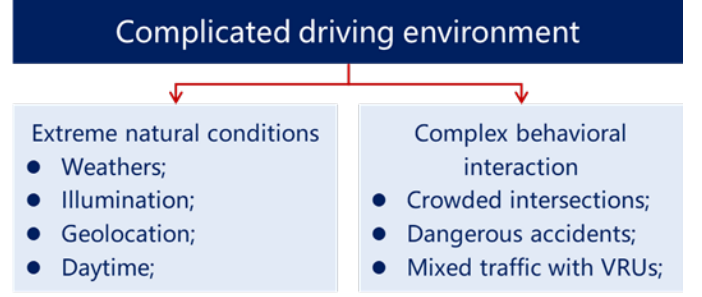 Complicated driving environment
Extreme natural conditions
● Weathers;
● Illumination;
● Geolocation;
● Daytime;
Complex behavioral
interaction
● Crowded intersections;
● Dangerous accidents;
● Mixed traffic with VRUs;